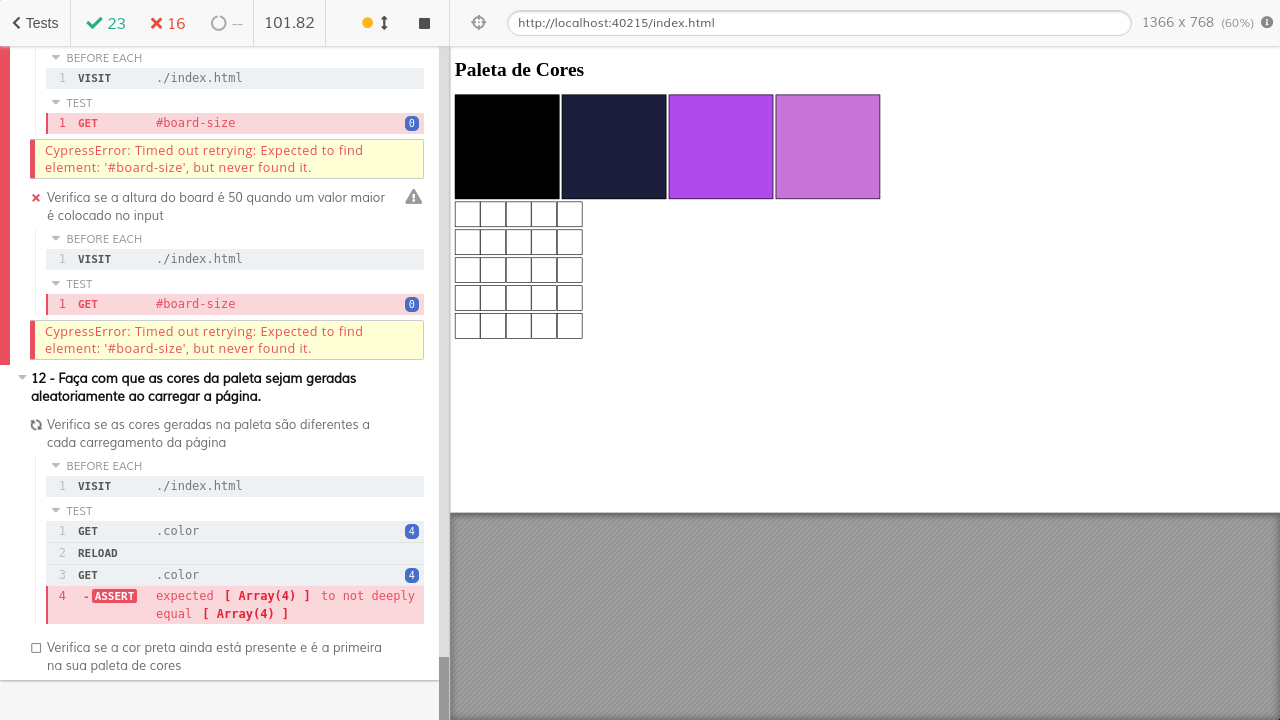 Tests
23
16
--
101.82
http://localhost:40215/index.html
1366 x 768 (60%)
BEFORE EACH
1 VISIT ./index.html
TEST
1 GET #board-size 0
CypressError: Timed out retrying: Expected to find
element: '#board-size', but never found it.
Verifica se a altura do board é 50 quando um valor maior
é colocado no input
BEFORE EACH
1 VISIT ./index.html
TEST
1 GET #board-size 0
CypressError: Timed out retrying: Expected to find
element: '#board-size', but never found it.
12 - Faça com que as cores da paleta sejam geradas
aleatoriamente ao carregar a página.
Verifica se as cores geradas na paleta são diferentes a
cada carregamento da página
BEFORE EACH
1 VISIT ./index.html
TEST
1 GET .color 4
2 RELOAD
3 GET .color 4
4 -ASSERT expected [ Array(4) ] to not deeply
equal [ Array(4) ]
Verifica se a cor preta ainda está presente e é a primeira
na sua paleta de cores
Paleta de Cores